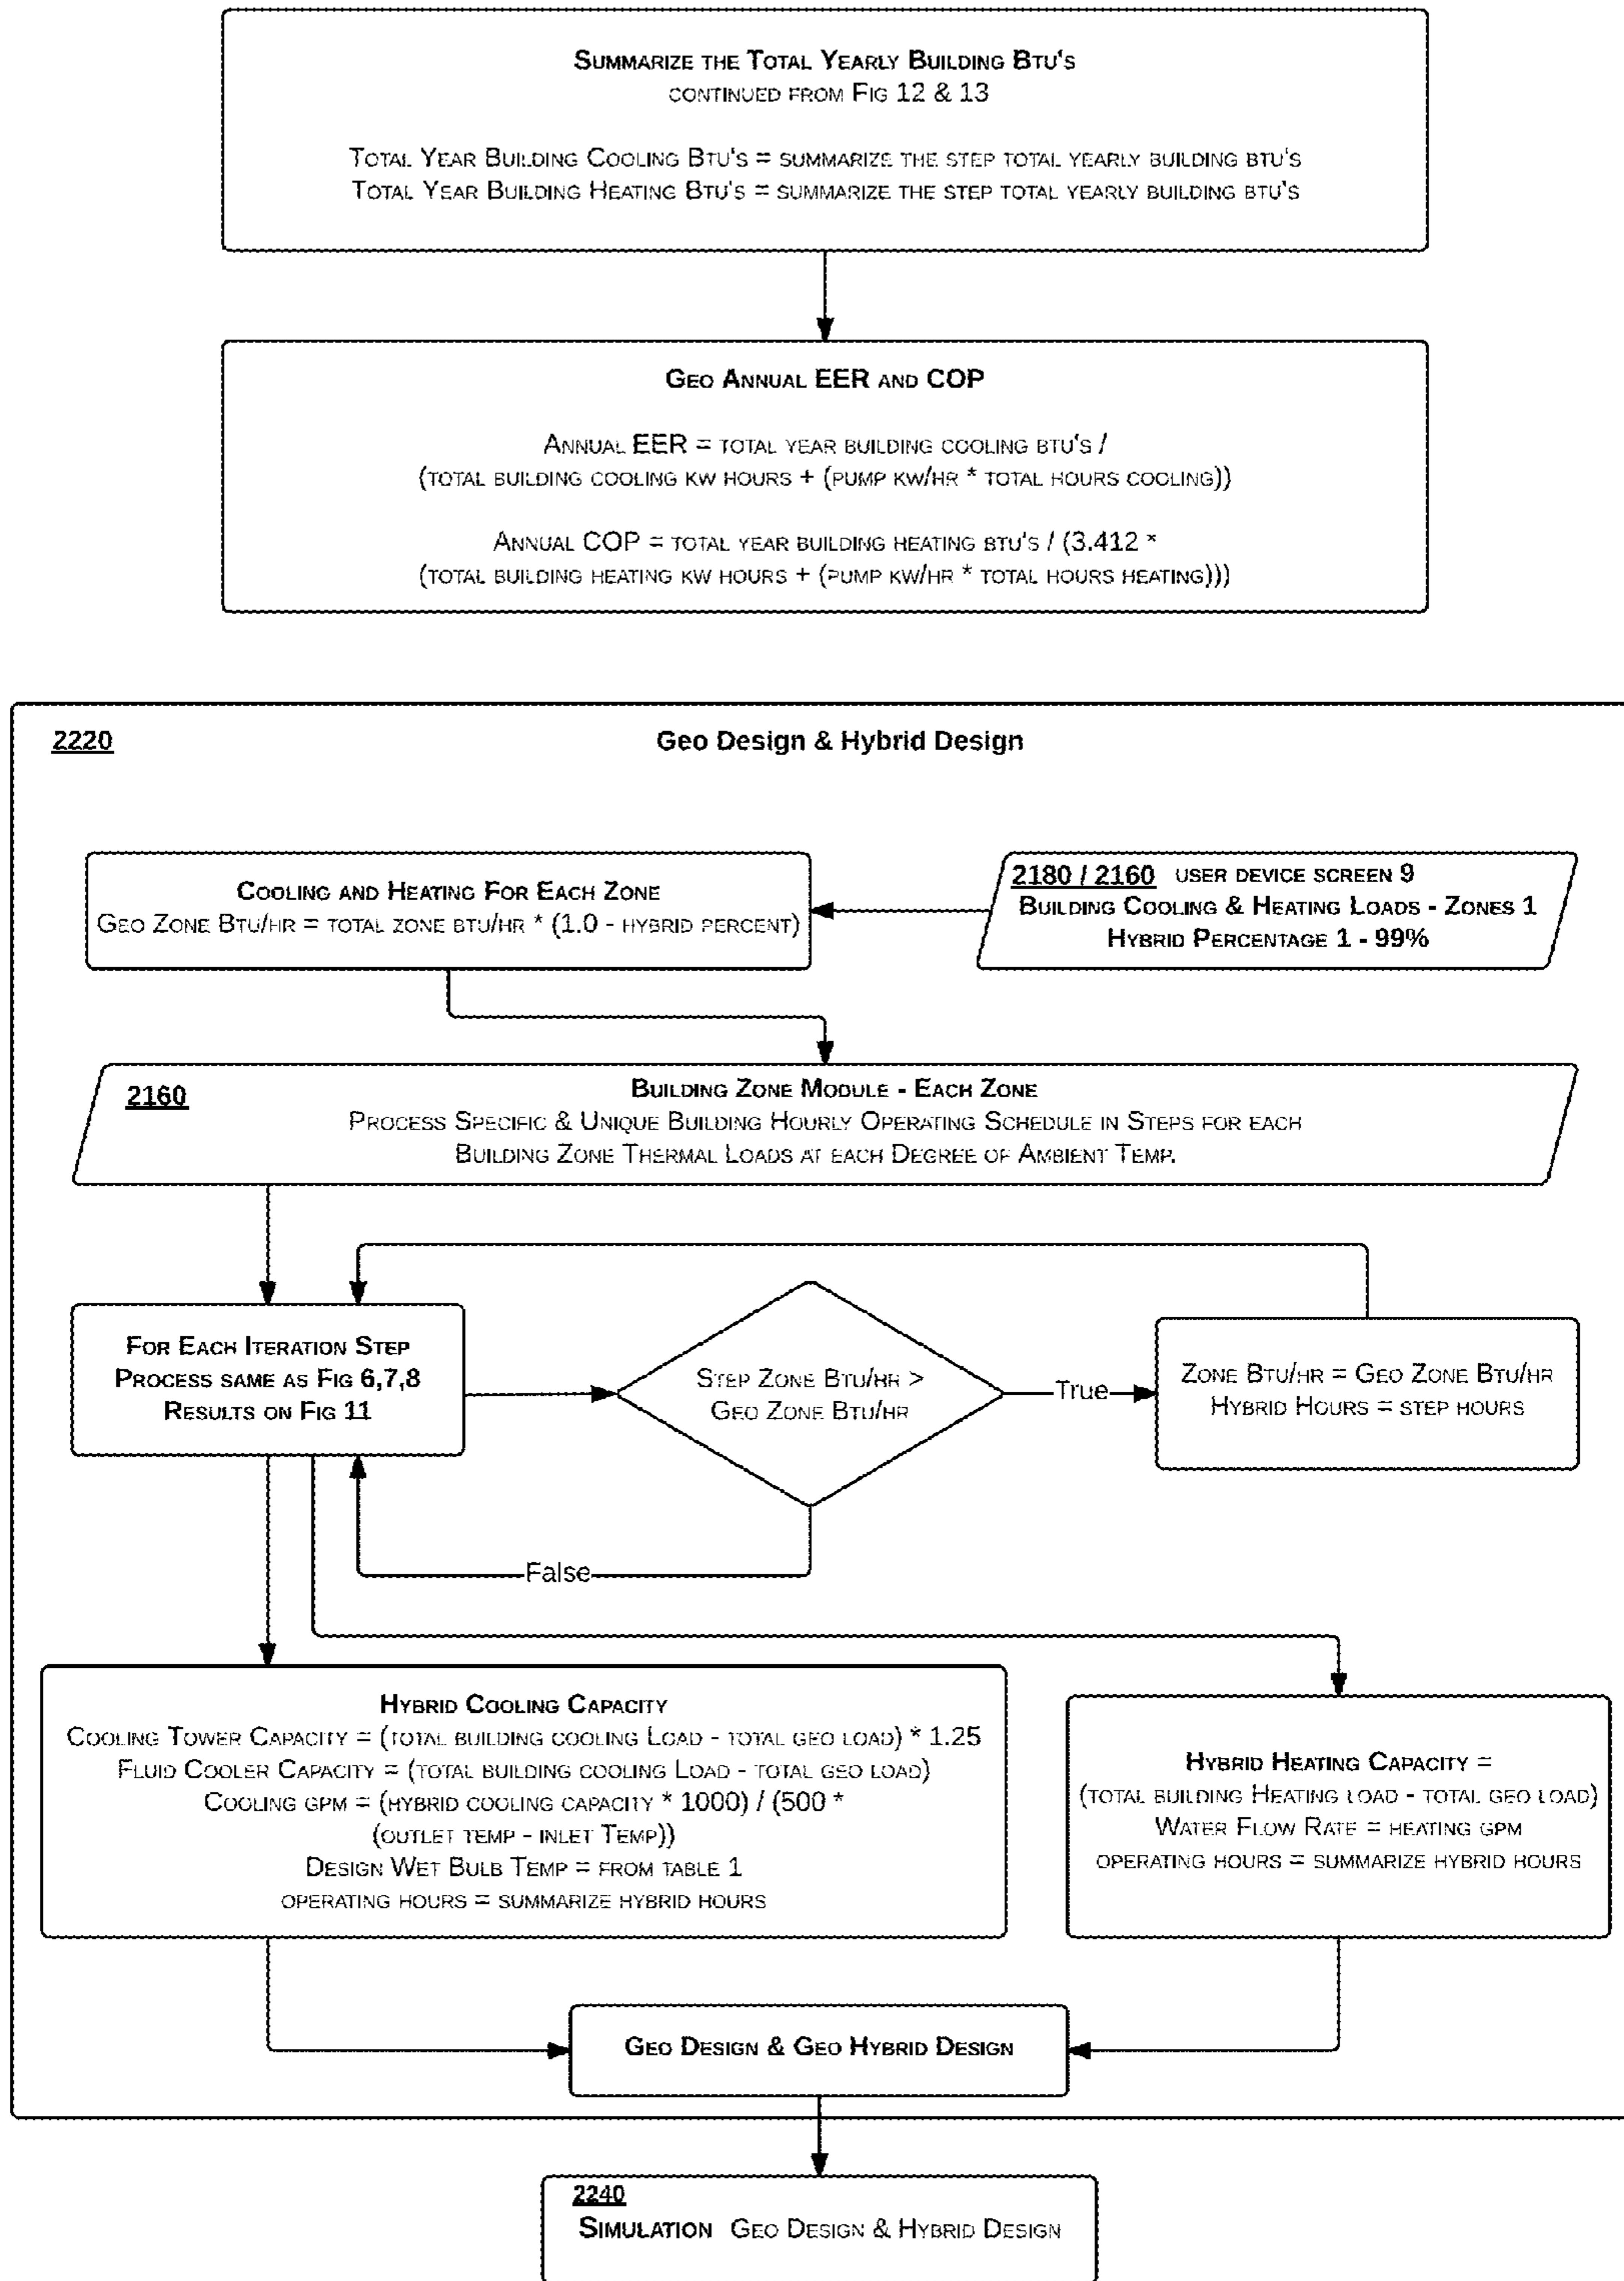 Summarize the Total Yearly Building Btu's
continued from Fig 12 & 13
Total Year Building Cooling Btu's = summarize the step total yearly building btu's
Total Year Building Heating Btu's = summarize the step total yearly building btu's
Geo Annual EER and COP
Annual EER = total year building cooling btu's /
(total building cooling kw hours + (pump kw/hr * total hours cooling))
Annual COP = total year building heating btu's / (3.412 *
(total building heating kw hours + (pump kw/hr * total hours heating)))
2220
Geo Design & Hybrid Design
Cooling and Heating For Each Zone
Geo Zone Btu/hr = total zone btu/hr * (1.0 - hybrid percent)
2180 / 2160 user device screen 9
Building Cooling & Heating Loads - Zones 1
Hybrid Percentage 1 - 99%
2160
Building Zone Module - Each Zone
Process Specific & Unique Building Hourly Operating Schedule in Steps for each
Building Zone Thermal Loads at each Degree of Ambient Temp.
For Each Iteration Step
Process same as Fig 6,7,8
Results on Fig 11
Step Zone Btu/hr >
Geo Zone Btu/hr
True
Zone Btu/hr = Geo Zone Btu/hr
Hybrid Hours = step hours
False
Hybrid Cooling Capacity
Cooling Tower Capacity = (total building cooling Load - total geo load) * 1.25
Fluid Cooler Capacity = (total building cooling Load - total geo load)
Cooling gpm = (hybrid cooling capacity * 1000) / (500 *
(outlet temp - inlet Temp))
Design Wet Bulb Temp = from table 1
operating hours = summarize hybrid hours
Hybrid Heating Capacity =
(total building Heating load - total geo load)
Water Flow Rate = heating gpm
operating hours = summarize hybrid hours
Geo Design & Geo Hybrid Design
2240
Simulation Geo Design & Hybrid Design